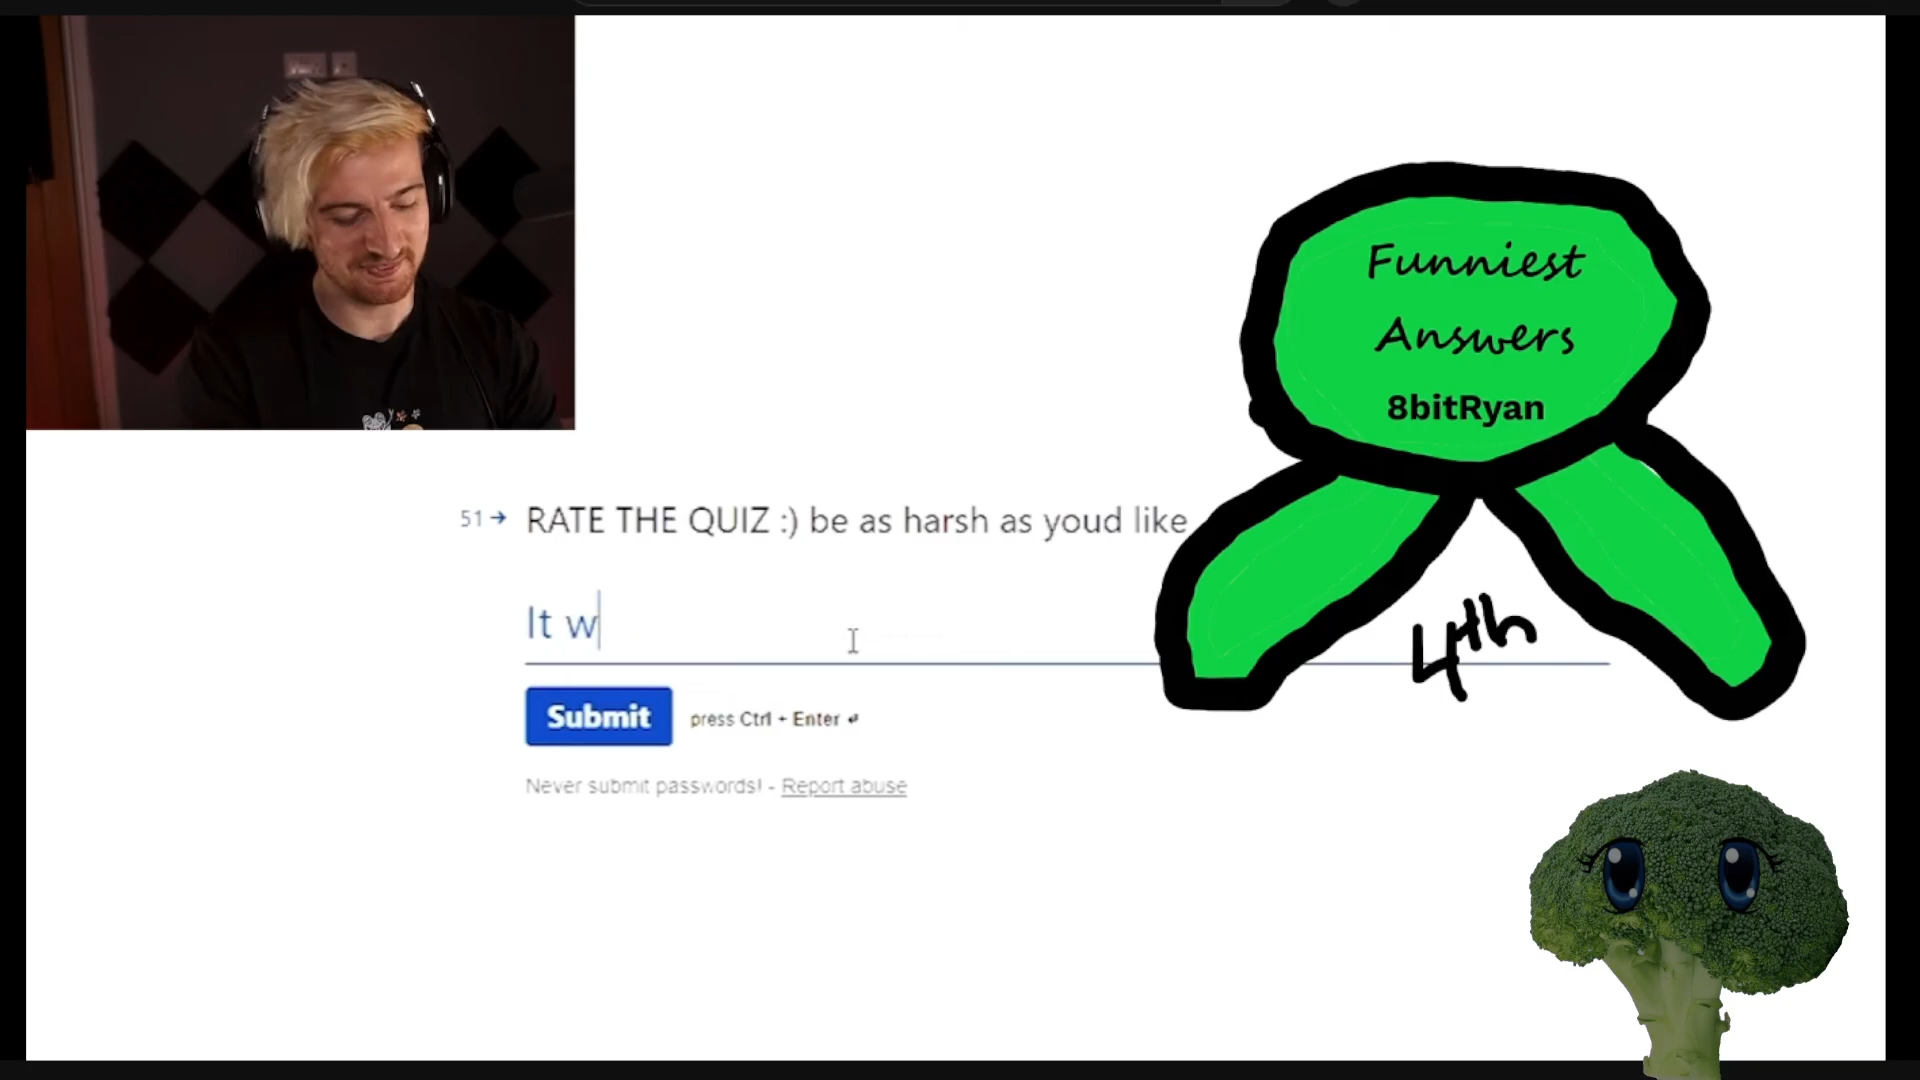 Funniest
Answers
8bitRyan
51 → RATE THE QUIZ :) be as harsh as youd like
It w
4th
Submit
press Ctrl + Enter ↵
Never submit passwords! - Report abuse